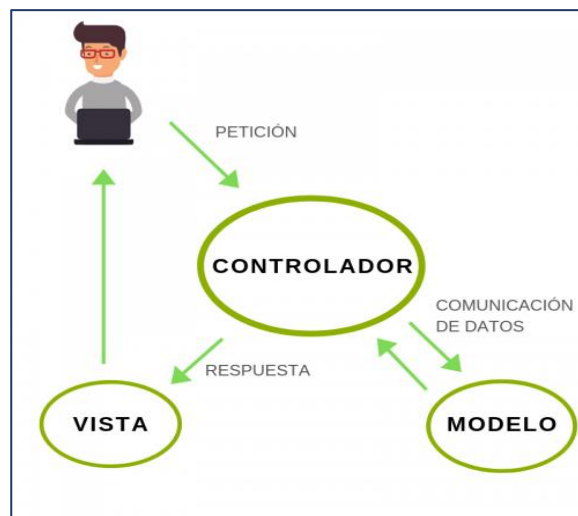 PETICIÓN
CONTROLADOR
COMUNICACIÓN
DE DATOS
RESPUESTA
VISTA
MODELO